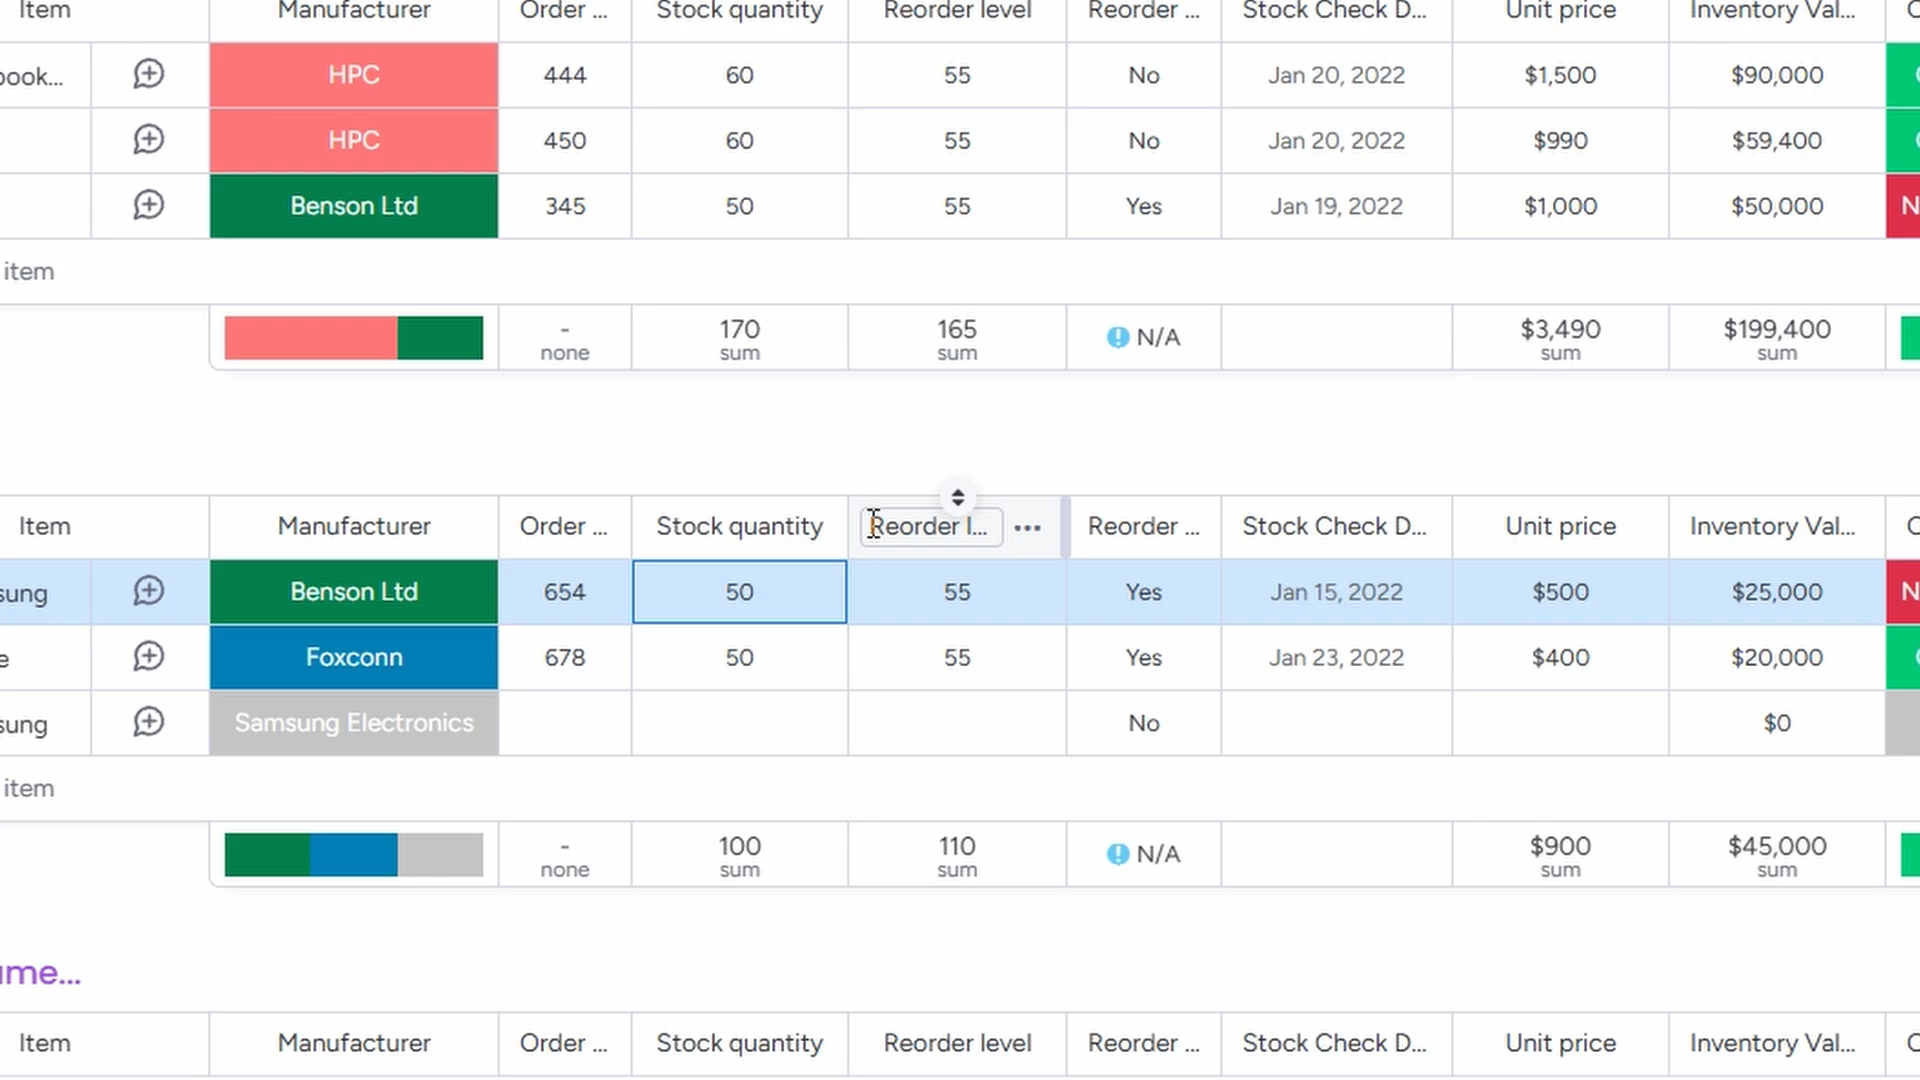 Item Manufacturer Order ... Stock quantity Reorder level Reorder ... Stock Check D... Unit price Inventory Val...
book... HPC 444 60 55 No Jan 20, 2022 $1,500 $90,000
HPC 450 60 55 No Jan 20, 2022 $990 $59,400
Benson Ltd 345 50 55 Yes Jan 19, 2022 $1,000 $50,000 N
item
- 170 165 N/A $3,490 $199,400
none sum sum sum sum
Item Manufacturer Order ... Stock quantity Reorder l... Reorder ... Stock Check D... Unit price Inventory Val...
sung Benson Ltd 654 50 55 Yes Jan 15, 2022 $500 $25,000 N
e Foxconn 678 50 55 Yes Jan 23, 2022 $400 $20,000
sung Samsung Electronics No $0
item
- 100 110 N/A $900 $45,000
none sum sum sum sum
ume...
Item Manufacturer Order ... Stock quantity Reorder level Reorder ... Stock Check D... Unit price Inventory Val...